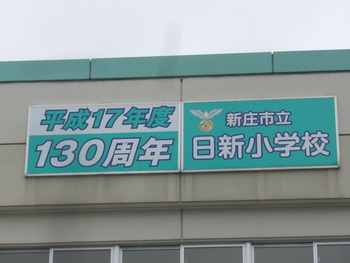 平成17年度
130周年
新庄市立
日新小学校